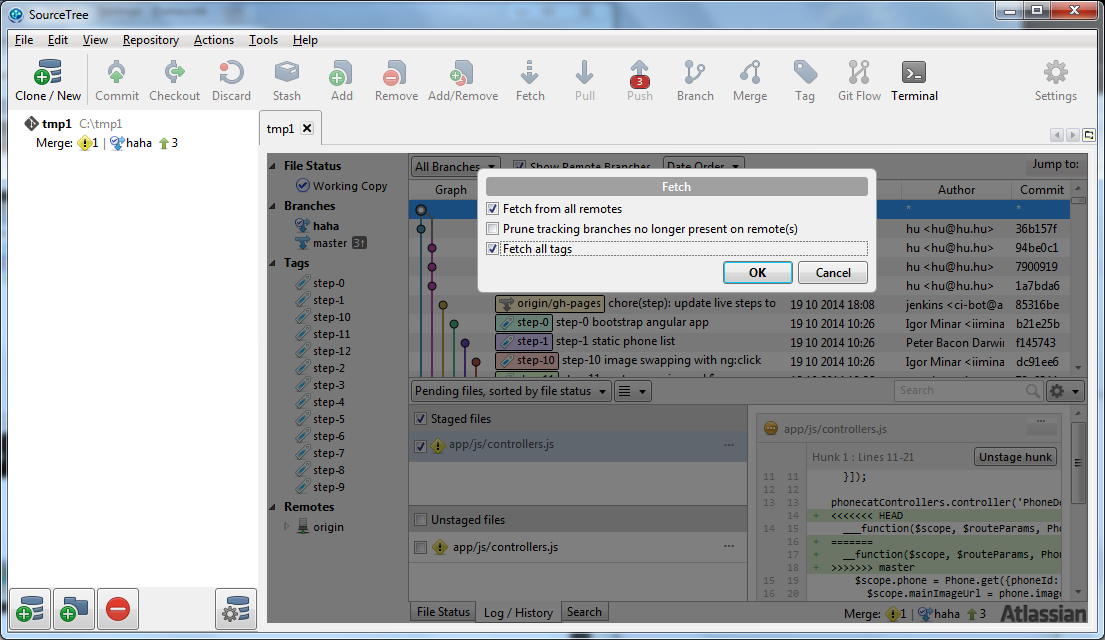 SourceTree
File Edit View Repository Actions Tools Help
Clone / New Commit Checkout Discard Stash Add Remove Add/Remove Fetch Pull Push Branch Merge Tag Git Flow Terminal Settings
3
tmp1 C:\tmp1
Merge: 1 | haha 3
tmp1
File Status
Working Copy
Branches
haha
master 3
Tags
step-0
step-1
step-10
step-11
step-12
step-2
step-3
step-4
step-5
step-6
step-7
step-8
step-9
Remotes
origin
All Branches Show Remote Branches Date Order Jump to:
Graph Author Commit
* *
Fetch
Fetch from all remotes
Prune tracking branches no longer present on remote(s)
Fetch all tags
OK Cancel
hu <hu@hu.hu> 36b157f
hu <hu@hu.hu> 94be0c1
hu <hu@hu.hu> 7900919
hu <hu@hu.hu> 1a7bda6
origin/gh-pages chore(step): update live steps to 19 10 2014 18:08 jenkins <ci-bot@a 85316be
step-0 step-0 bootstrap angular app 19 10 2014 10:26 Igor Minar <iimina b21e25b
step-1 step-1 static phone list 19 10 2014 10:26 Peter Bacon Darwin f145743
step-10 step-10 image swapping with ng:click 19 10 2014 10:26 Igor Minar <iimina dc91ee6
Pending files, sorted by file status Search
Staged files
app/js/controllers.js ...
Unstaged files
app/js/controllers.js ...
app/js/controllers.js ...
Hunk 1 : Lines 11-21 Unstage hunk
11 11 }]);
12 12
13 13 phonecatControllers.controller('PhoneDe
14 + <<<<<<< HEAD
14 15 ___function($scope, $routeParams, Pho
16 + =======
17 + __function($scope, $routeParams, Phon
18 + >>>>>>> master
15 19 $scope.phone = Phone.get({phoneId:
16 20 $scope.mainImageUrl = phone.image
File Status Log / History Search
Merge: 1 | haha 3 Atlassian